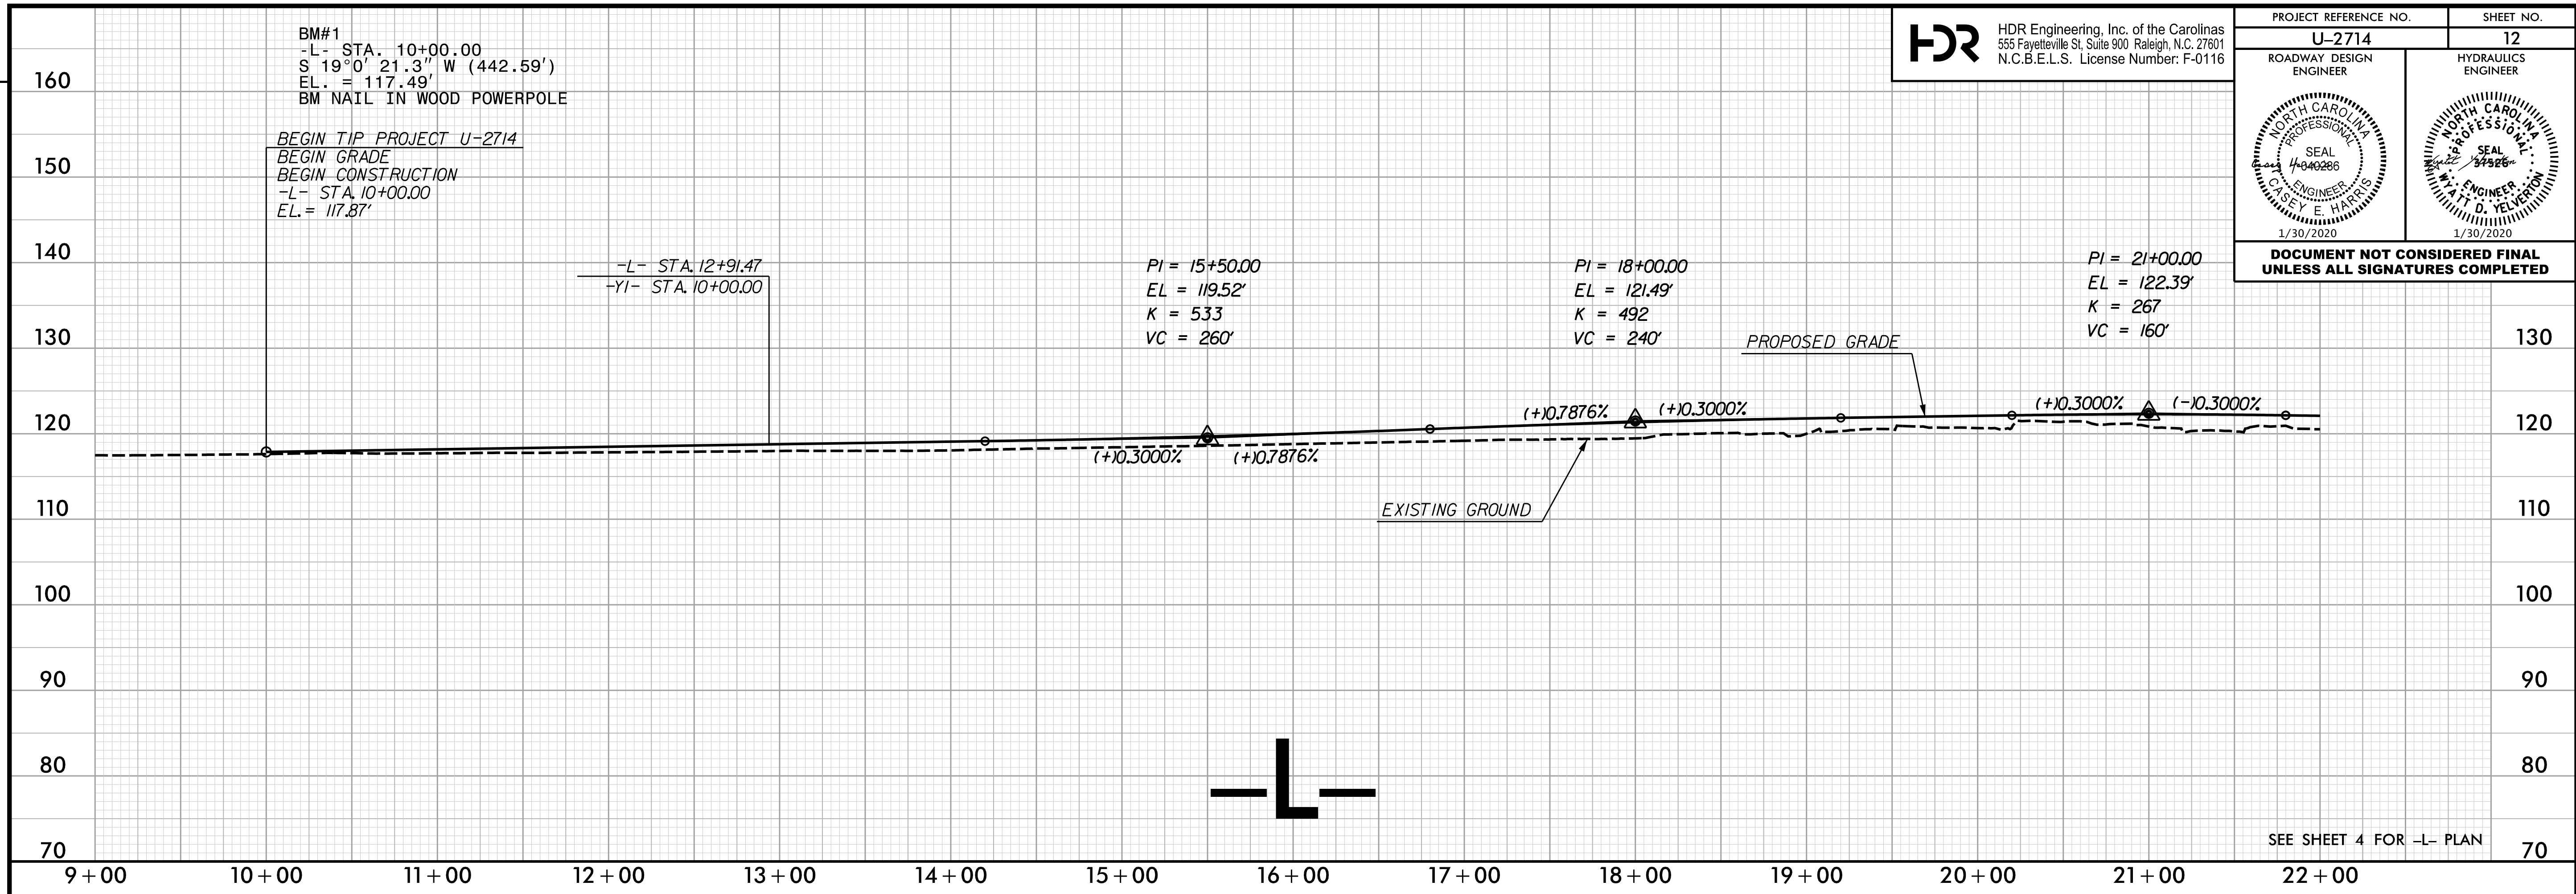 BM#1
-L- STA. 10+00.00
S 19°0' 21.3" W (442.59')
EL. = 117.49'
BM NAIL IN WOOD POWERPOLE
BEGIN TIP PROJECT U-2714
BEGIN GRADE
BEGIN CONSTRUCTION
-L- STA. 10+00.00
EL.= 117.87'
HDR
HDR Engineering, Inc. of the Carolinas
555 Fayetteville St, Suite 900 Raleigh, N.C. 27601
N.C.B.E.L.S. License Number: F-0116
PROJECT REFERENCE NO.
SHEET NO.
U-2714
12
ROADWAY DESIGN
ENGINEER
HYDRAULICS
ENGINEER
NORTH CAROLINA
PROFESSIONAL
SEAL
040286
ENGINEER
CASEY E. HARRIS
1/30/2020
NORTH CAROLINA
PROFESSIONAL
SEAL
37526
ENGINEER
WYATT D. YELVERTON
1/30/2020
DOCUMENT NOT CONSIDERED FINAL
UNLESS ALL SIGNATURES COMPLETED
-L- STA. 12+91.47
-Y1- STA. 10+00.00
PI = 15+50.00
EL = 119.52'
K = 533
VC = 260'
PI = 18+00.00
EL = 121.49'
K = 492
VC = 240'
PI = 21+00.00
EL = 122.39'
K = 267
VC = 160'
PROPOSED GRADE
(+)0.3000%
(+)0.7876%
(+)0.7876%
(+)0.3000%
(+)0.3000%
(-)0.3000%
EXISTING GROUND
160
150
140
130
120
110
100
90
80
70
130
120
110
100
90
80
70
-L-
SEE SHEET 4 FOR -L- PLAN
9+00 10+00 11+00 12+00 13+00 14+00 15+00 16+00 17+00 18+00 19+00 20+00 21+00 22+00